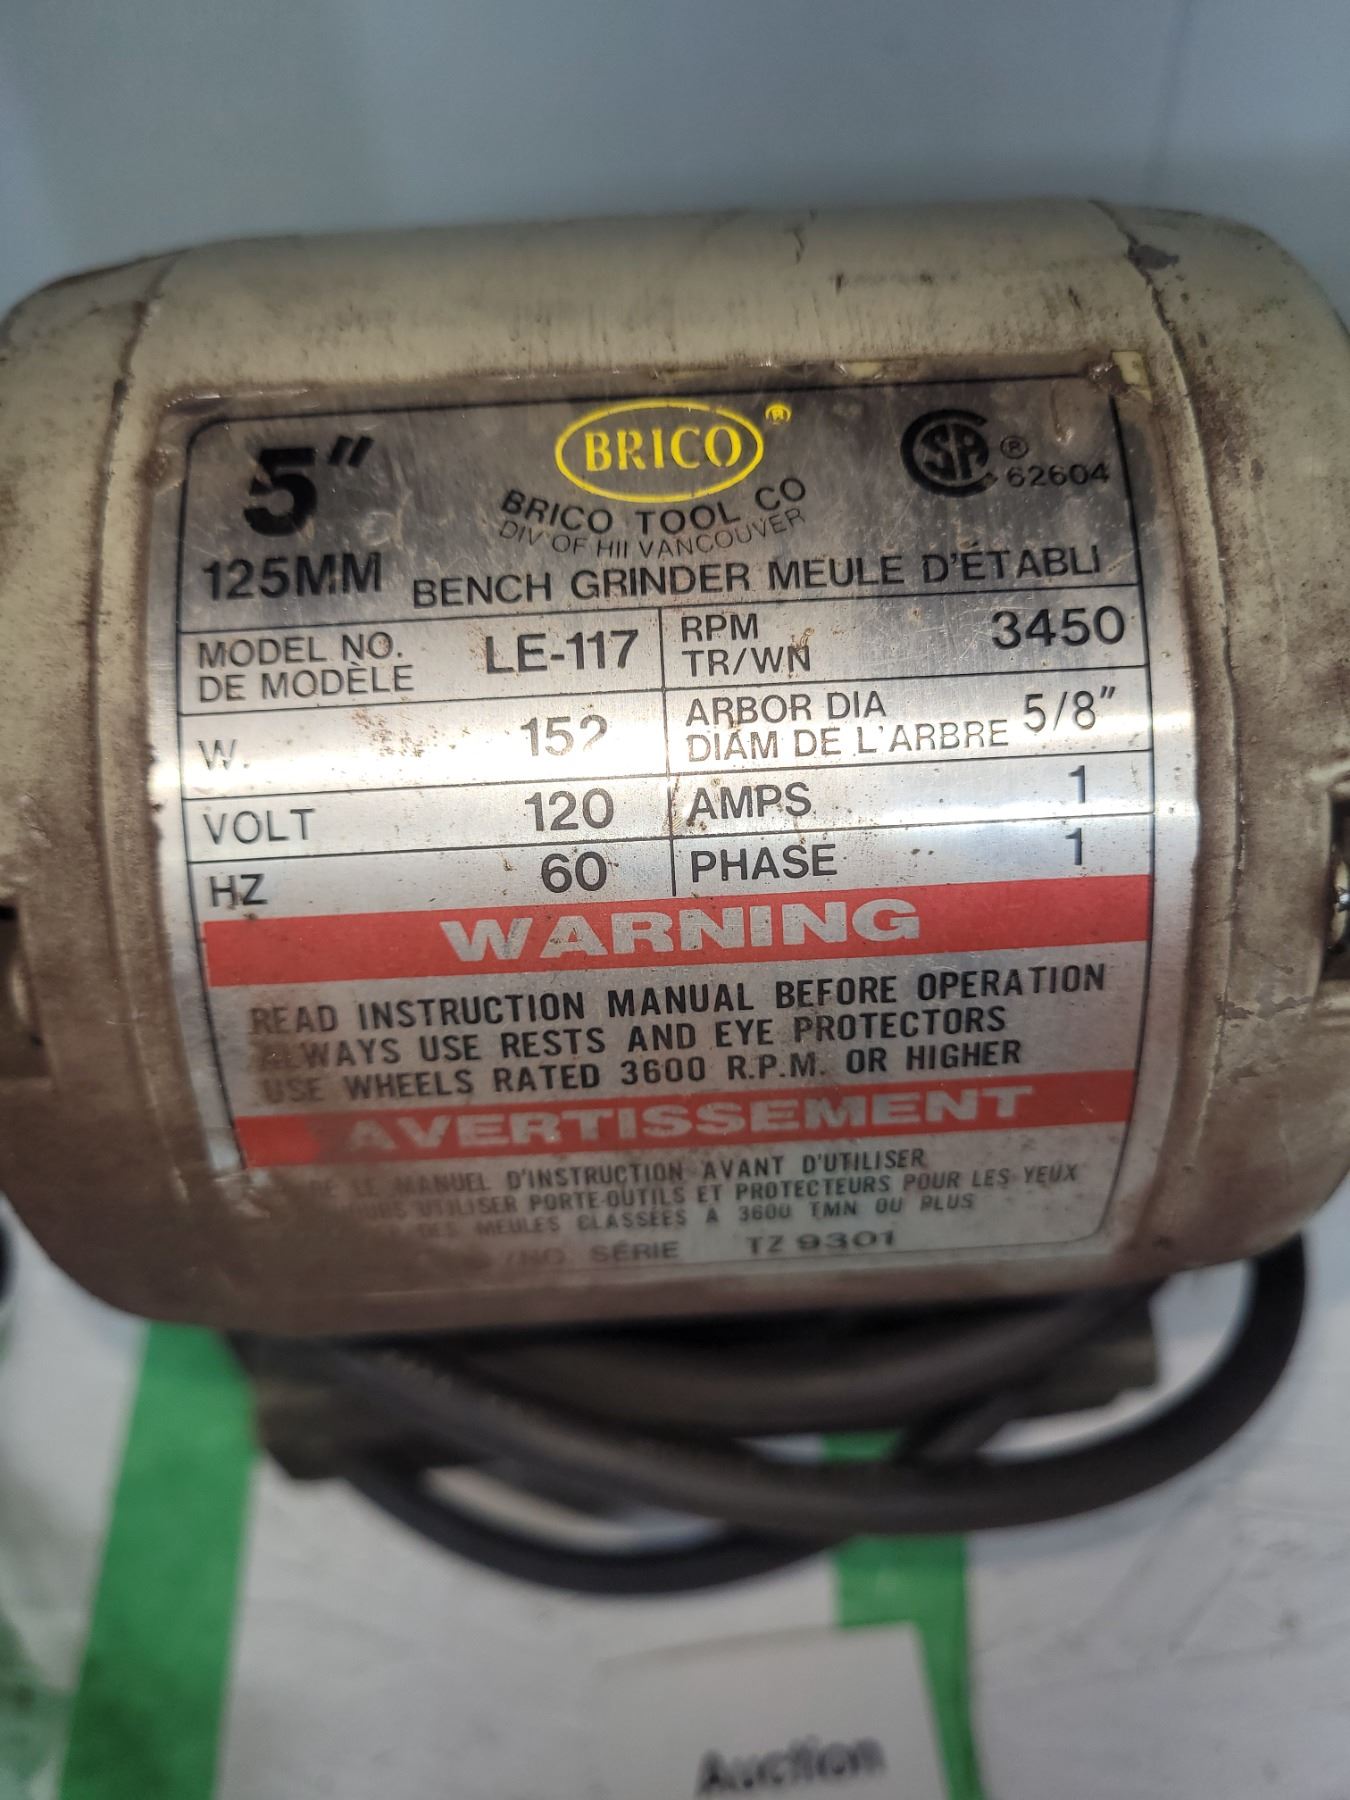 5"
125MM
BRICO ®
BRICO TOOL CO
DIV OF HII VANCOUVER
® 62604
BENCH GRINDER MEULE D'ÉTABLI
MODEL NO. LE-117
DE MODÈLE
RPM 3450
TR/WN
W. 152
ARBOR DIA 5/8"
DIAM DE L'ARBRE
VOLT 120
AMPS 1
HZ 60
PHASE 1
WARNING
READ INSTRUCTION MANUAL BEFORE OPERATION
ALWAYS USE RESTS AND EYE PROTECTORS
USE WHEELS RATED 3600 R.P.M. OR HIGHER
AVERTISSEMENT
LE MANUEL D'INSTRUCTION AVANT D'UTILISER
UTILISER PORTE-OUTILS ET PROTECTEURS POUR LES YEUX
DES MEULES CLASSÉES A 3600 TMN OU PLUS
/NO SÉRIE TZ 9301
Auction